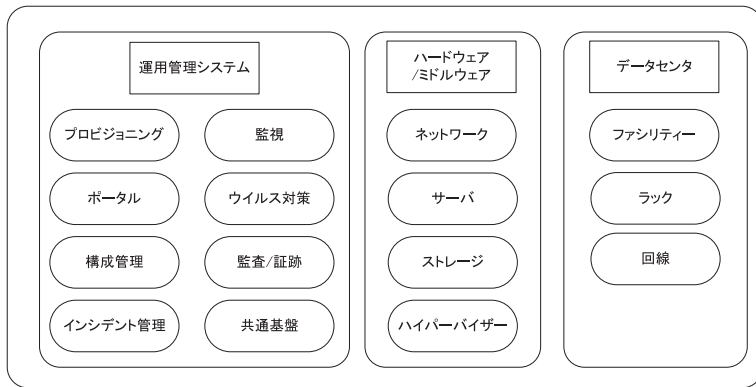 運用管理システム
プロビジョニング
監視
ポータル
ウイルス対策
構成管理
監査/証跡
インシデント管理
共通基盤
ハードウェア
/ミドルウェア
ネットワーク
サーバ
ストレージ
ハイパーバイザー
データセンタ
ファシリティー
ラック
回線